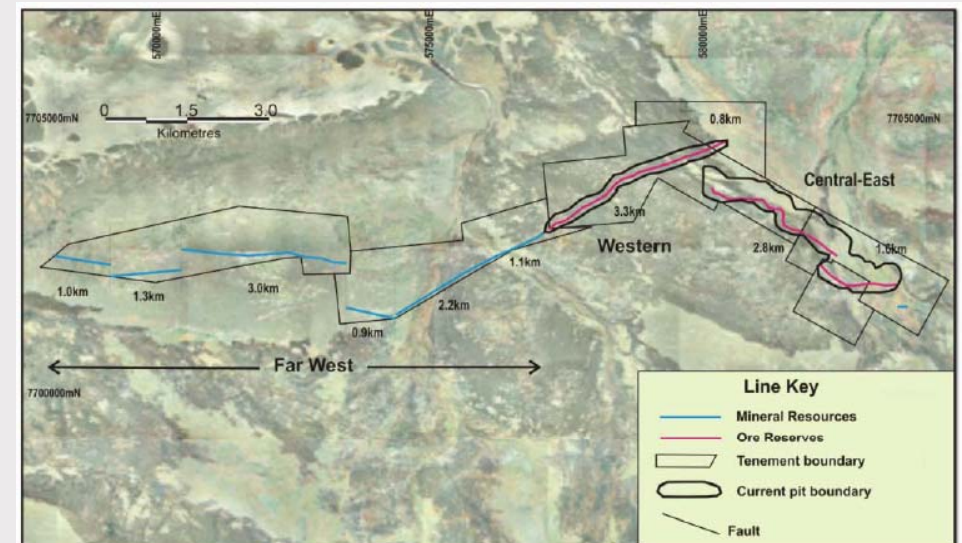 570000mE
575000mE
580000mE
0 1.5 3.0
Kilometres
7705000mN
7705000mN
0.8km
Central-East
3.3km
Western
2.8km
1.6km
1.1km
1.0km
1.3km
3.0km
2.2km
0.9km
Far West
7700000mN
Line Key
Mineral Resources
Ore Reserves
Tenement boundary
Current pit boundary
Fault